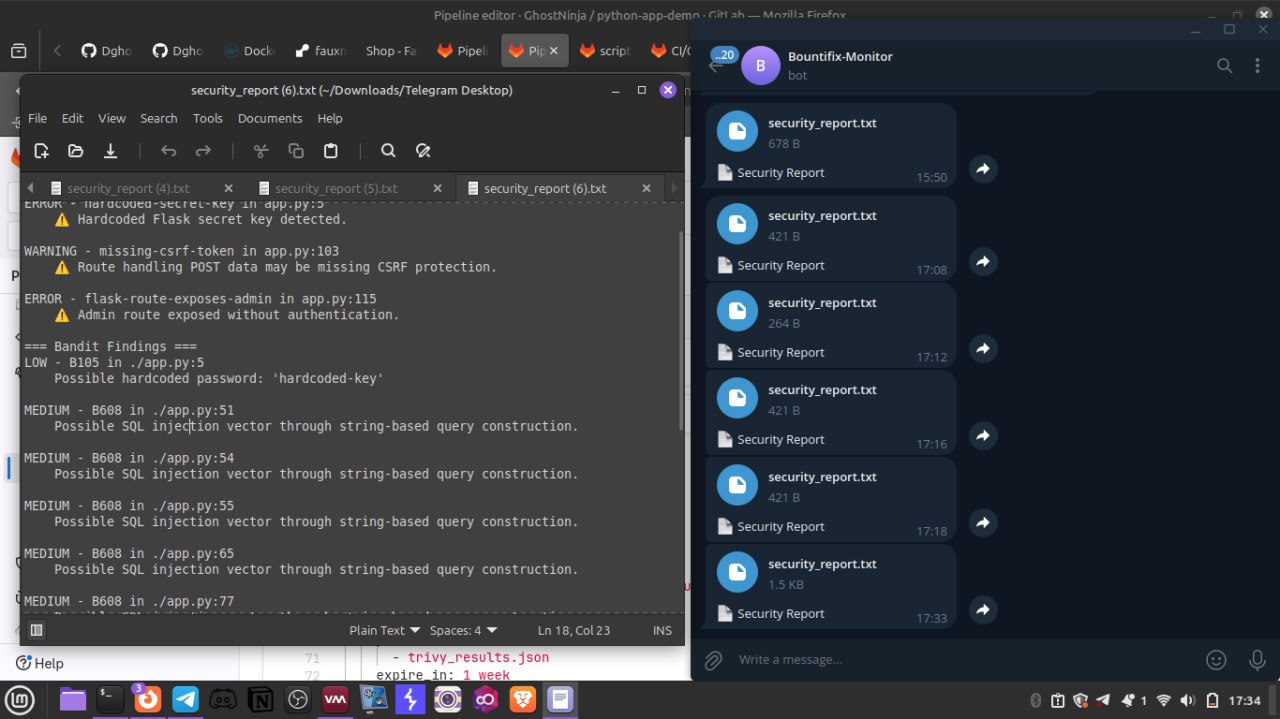 Pipeline editor · GhostNinja / python-app-demo · GitLab — Mozilla Firefox
Dgho
Dgho
Dock
fauxn
Shop - Fa
Pipeli
Pip
script
CI/C
security_report (6).txt (~/Downloads/Telegram Desktop)
File Edit View Search Tools Documents Help
security_report (4).txt
security_report (5).txt
security_report (6).txt
ERROR - hardcoded-secret-key in app.py:5
⚠ Hardcoded Flask secret key detected.
WARNING - missing-csrf-token in app.py:103
⚠ Route handling POST data may be missing CSRF protection.
ERROR - flask-route-exposes-admin in app.py:115
⚠ Admin route exposed without authentication.
=== Bandit Findings ===
LOW - B105 in ./app.py:5
Possible hardcoded password: 'hardcoded-key'
MEDIUM - B608 in ./app.py:51
Possible SQL injection vector through string-based query construction.
MEDIUM - B608 in ./app.py:54
Possible SQL injection vector through string-based query construction.
MEDIUM - B608 in ./app.py:55
Possible SQL injection vector through string-based query construction.
MEDIUM - B608 in ./app.py:65
Possible SQL injection vector through string-based query construction.
MEDIUM - B608 in ./app.py:77
Plain Text Spaces: 4 Ln 18, Col 23 INS
Help
71 - trivy_results.json
72 expire_in: 1 week
..20
B
Bountifix-Monitor
bot
security_report.txt
678 B
Security Report 15:50
security_report.txt
421 B
Security Report 17:08
security_report.txt
264 B
Security Report 17:12
security_report.txt
421 B
Security Report 17:16
security_report.txt
421 B
Security Report 17:18
security_report.txt
1.5 KB
Security Report 17:33
Write a message...
3
VM
1
17:34